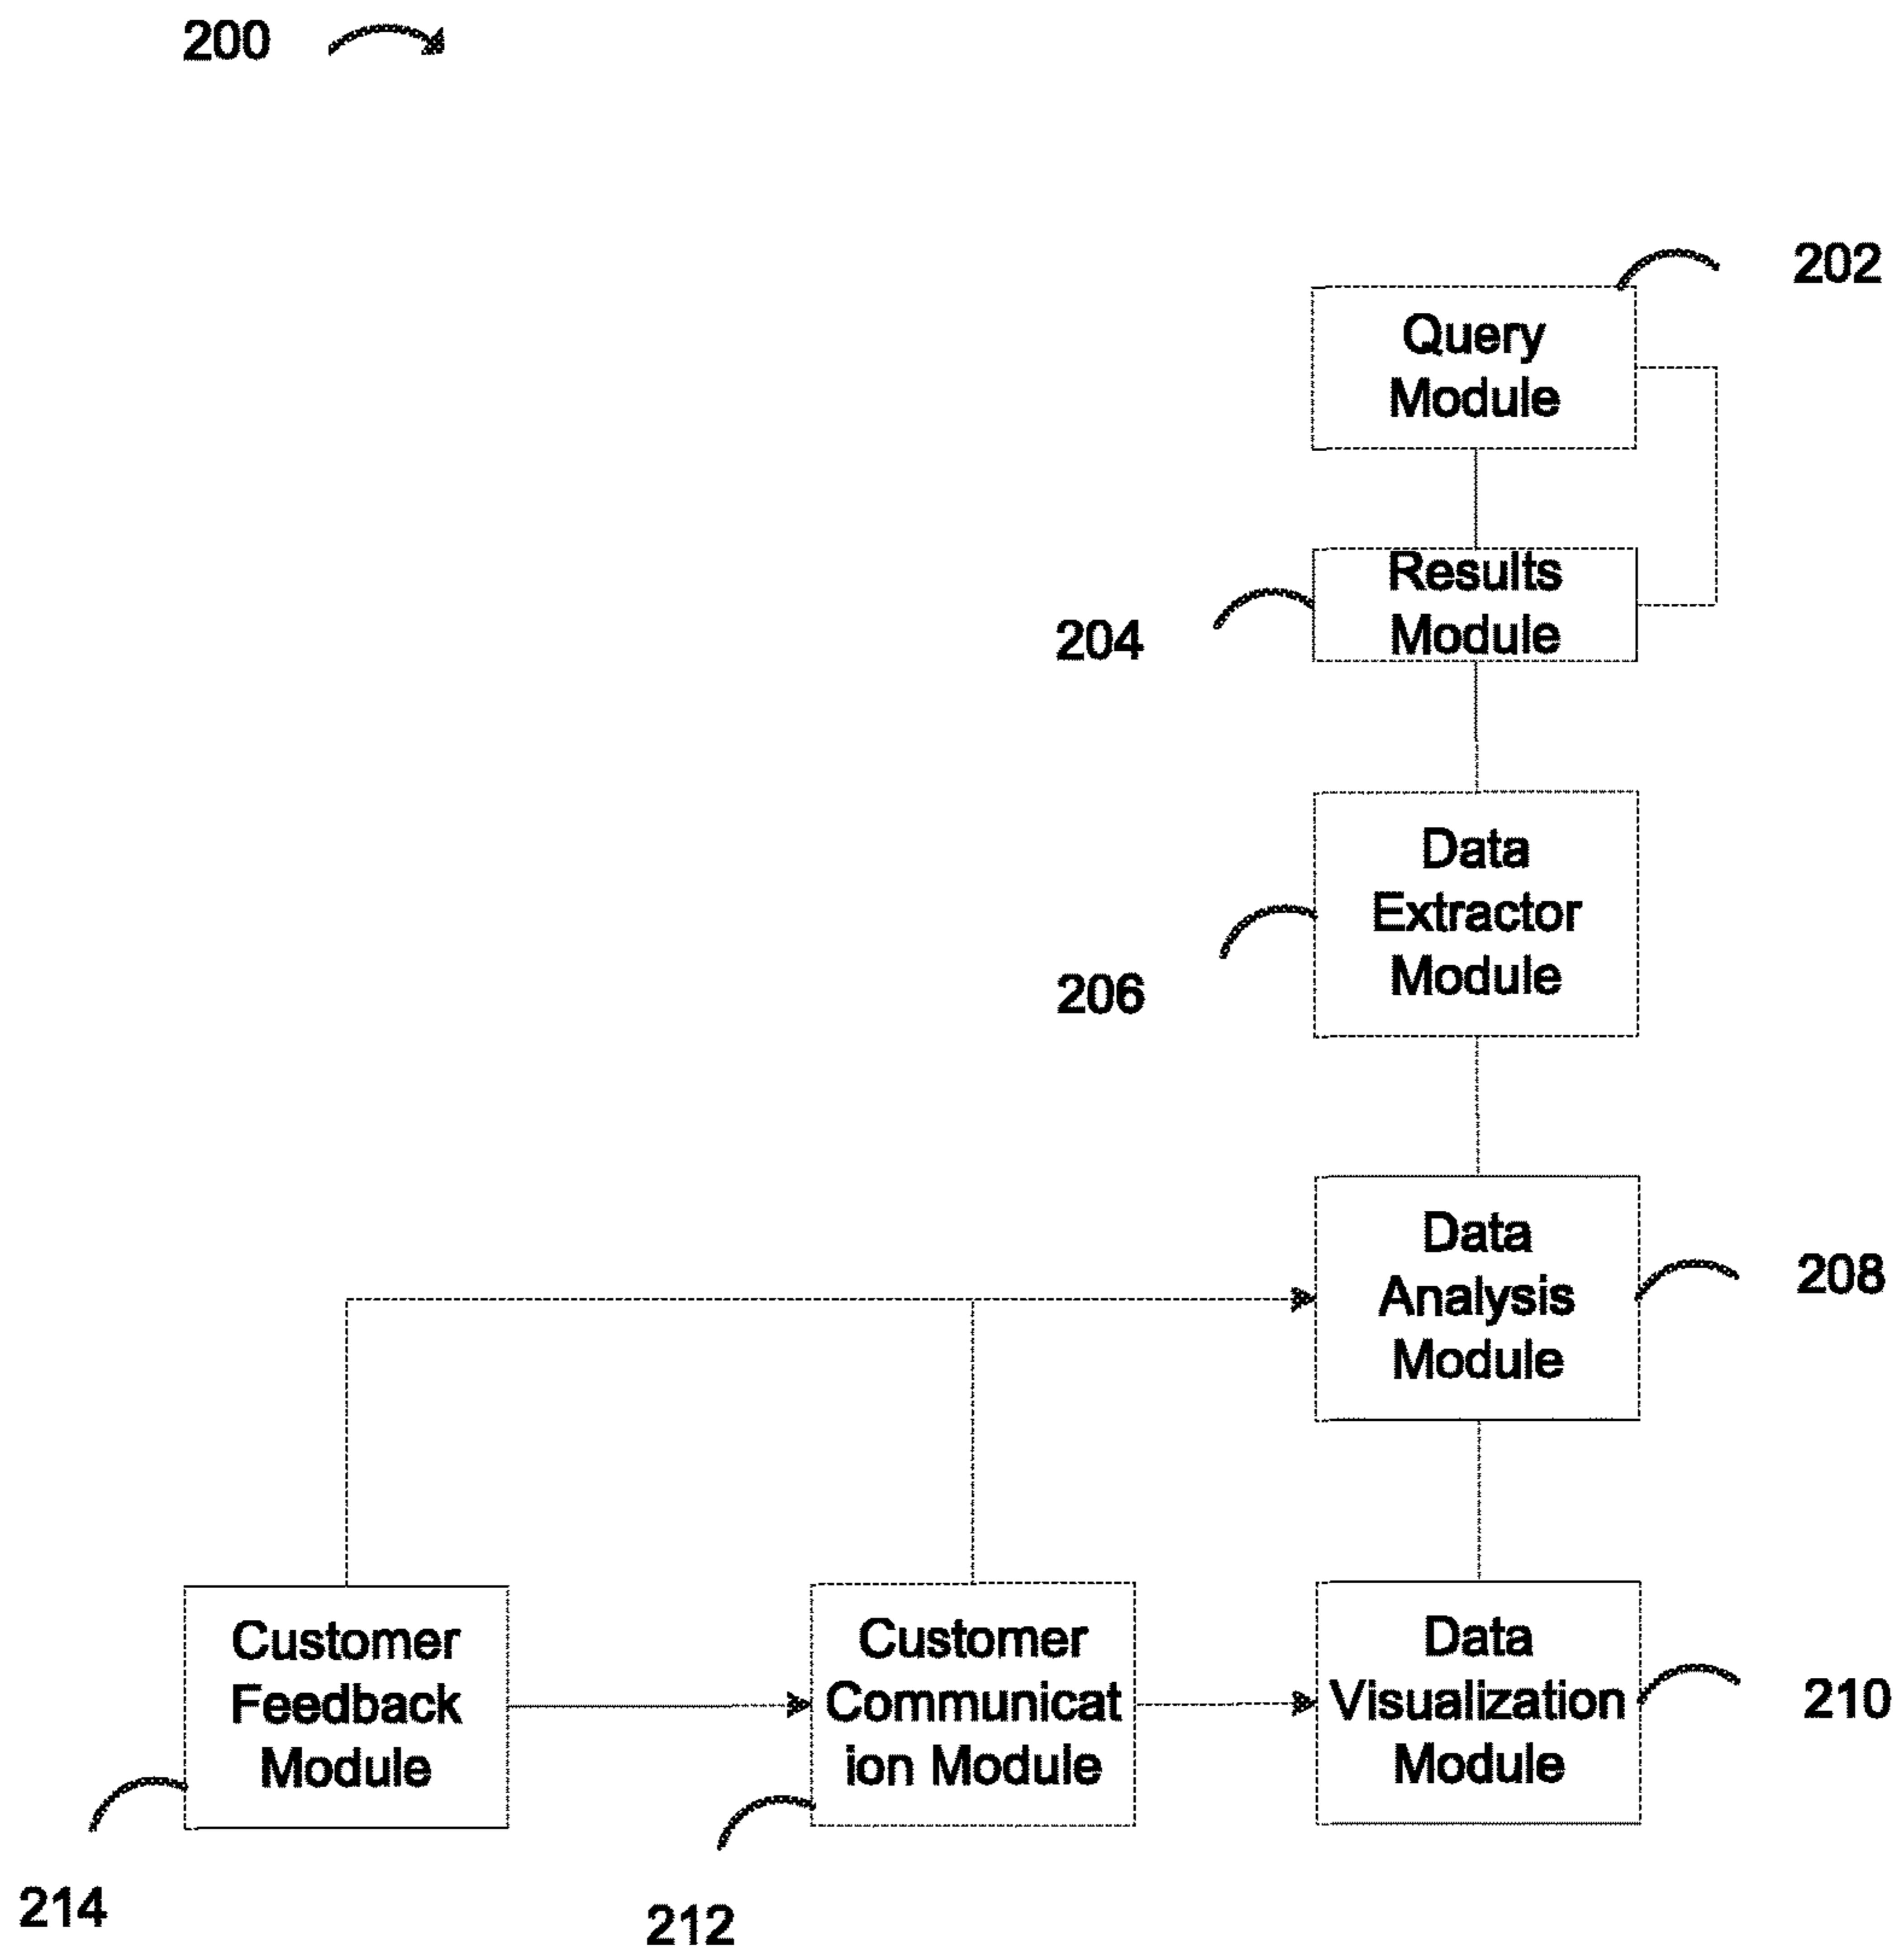 200
202
Query
Module
Results
Module
204
Data
Extractor
Module
206
Data
Analysis
Module
208
Customer
Feedback
Module
Customer
Communicat
ion Module
Data
Visualization
Module
210
214
212